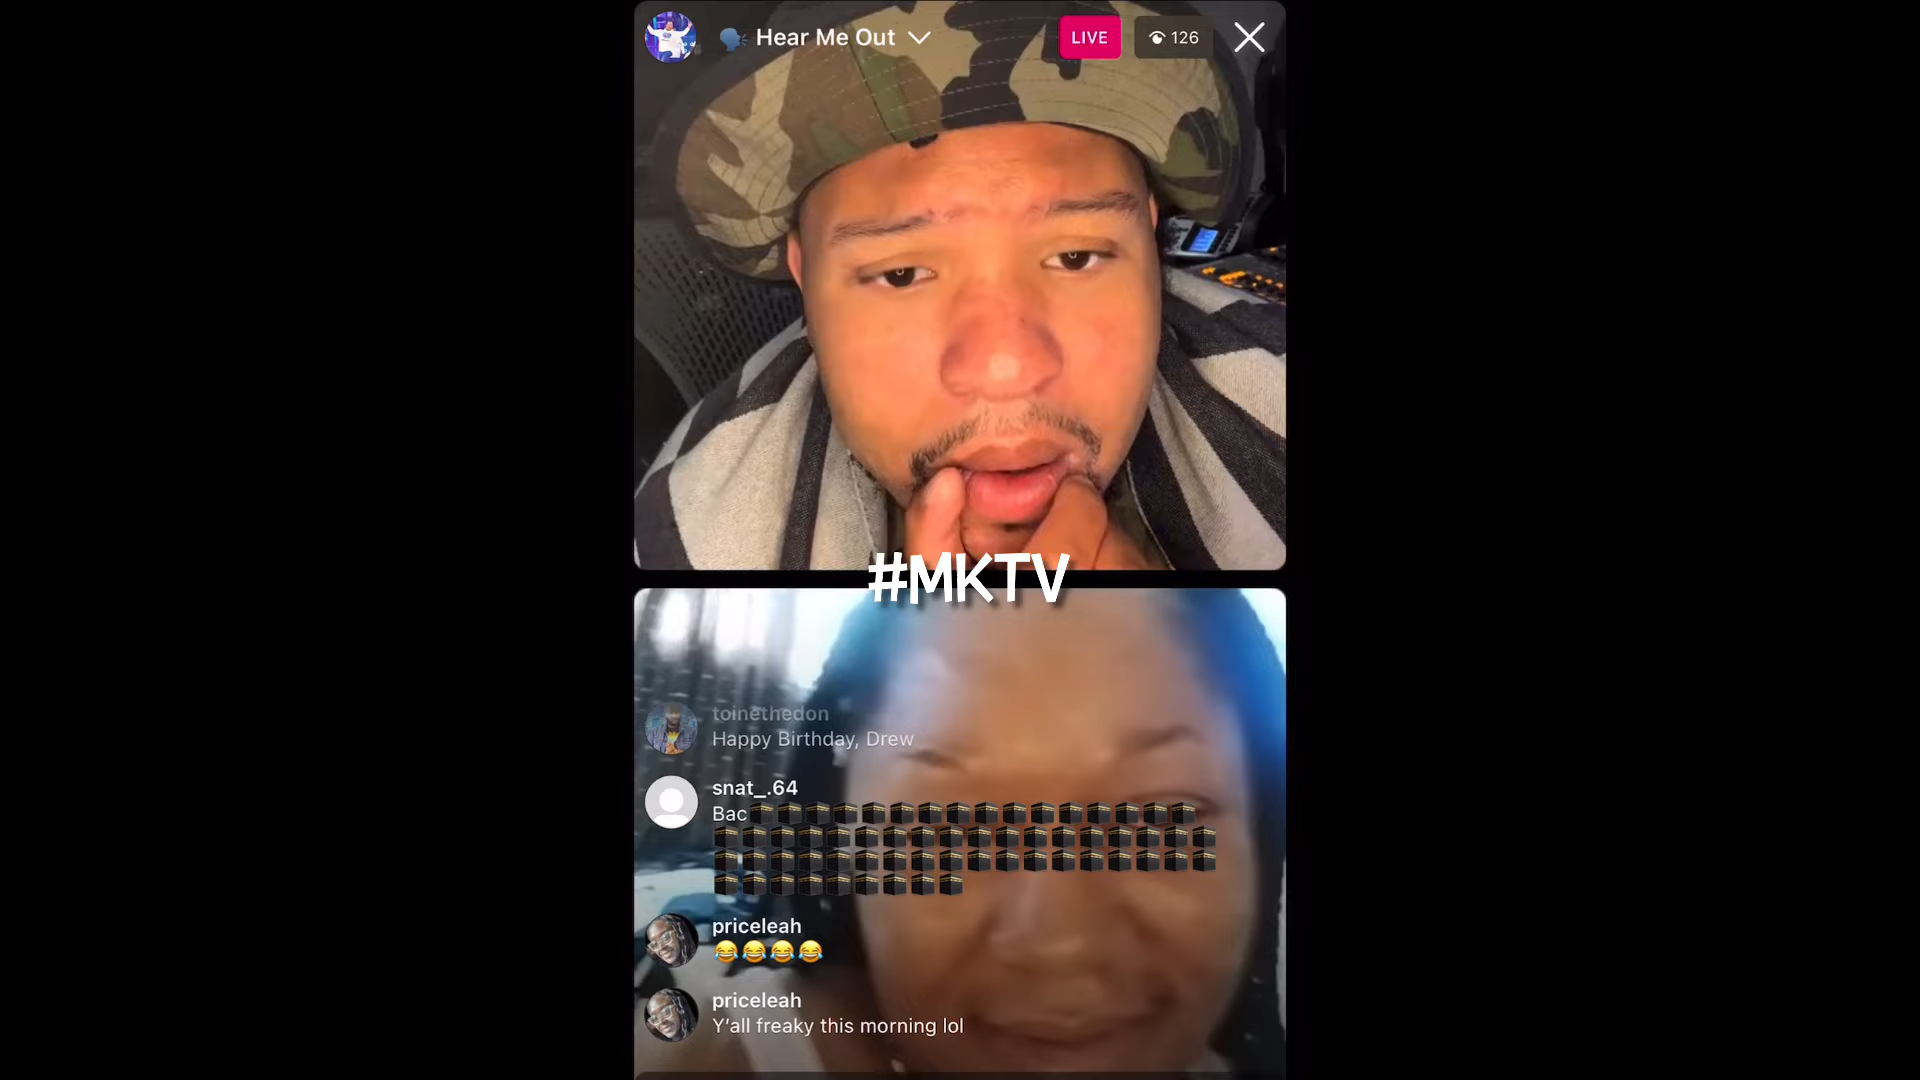 🗣️ Hear Me Out
LIVE
126
#MKTV
toinethedon
Happy Birthday, Drew
snat_.64
Bac🕋🕋🕋🕋🕋🕋🕋🕋🕋🕋🕋🕋🕋🕋🕋🕋
🕋🕋🕋🕋🕋🕋🕋🕋🕋🕋🕋🕋🕋🕋🕋🕋🕋🕋
🕋🕋🕋🕋🕋🕋🕋🕋🕋🕋🕋🕋🕋🕋🕋🕋🕋🕋
🕋🕋🕋🕋🕋🕋🕋🕋🕋
priceleah
😂😂😂😂
priceleah
Y'all freaky this morning lol